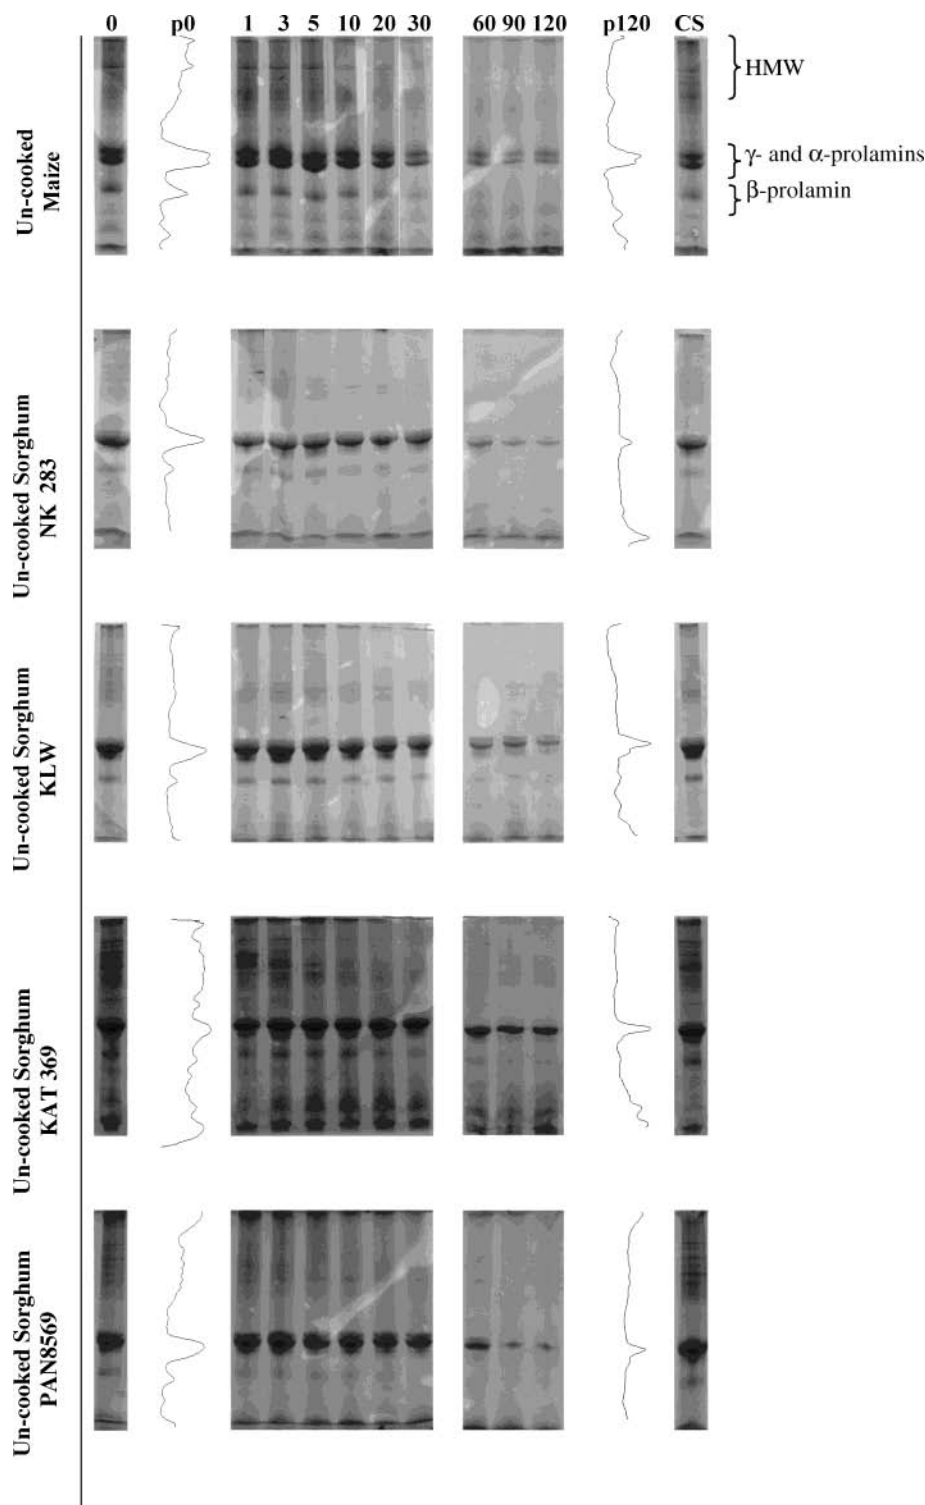 0 p0 1 3 5 10 20 30 60 90 120 p120 CS
HMW
γ- and α-prolamins
β-prolamin
Un-cooked
Maize
Un-cooked Sorghum
NK 283
Un-cooked Sorghum
KLW
Un-cooked Sorghum
KAT 369
Un-cooked Sorghum
PAN8569